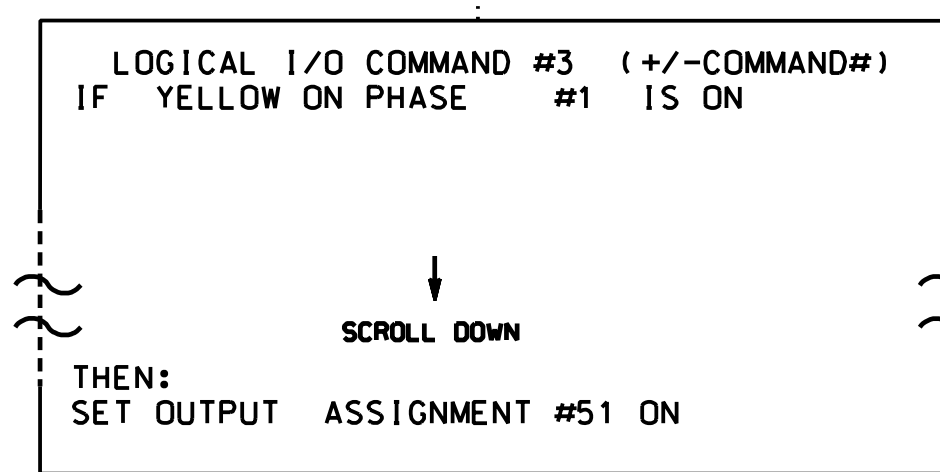 LOGICAL I/O COMMAND #3 (+/-COMMAND#)
IF YELLOW ON PHASE #1 IS ON
SCROLL DOWN
THEN:
SET OUTPUT ASSIGNMENT #51 ON